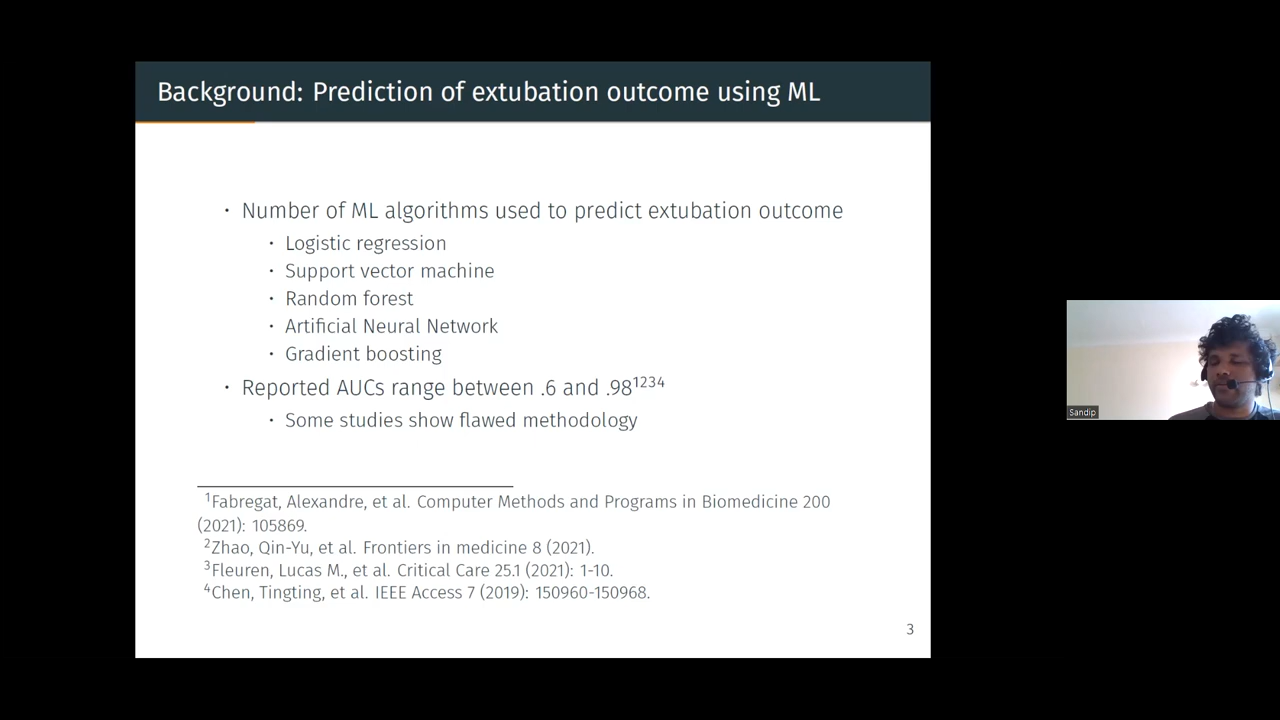 Background: Prediction of extubation outcome using ML
· Number of ML algorithms used to predict extubation outcome
· Logistic regression
· Support vector machine
· Random forest
· Artificial Neural Network
· Gradient boosting
· Reported AUCs range between .6 and .98¹²³⁴
· Some studies show flawed methodology
¹Fabregat, Alexandre, et al. Computer Methods and Programs in Biomedicine 200
(2021): 105869.
²Zhao, Qin-Yu, et al. Frontiers in medicine 8 (2021).
³Fleuren, Lucas M., et al. Critical Care 25.1 (2021): 1-10.
⁴Chen, Tingting, et al. IEEE Access 7 (2019): 150960-150968.
3
Sandip